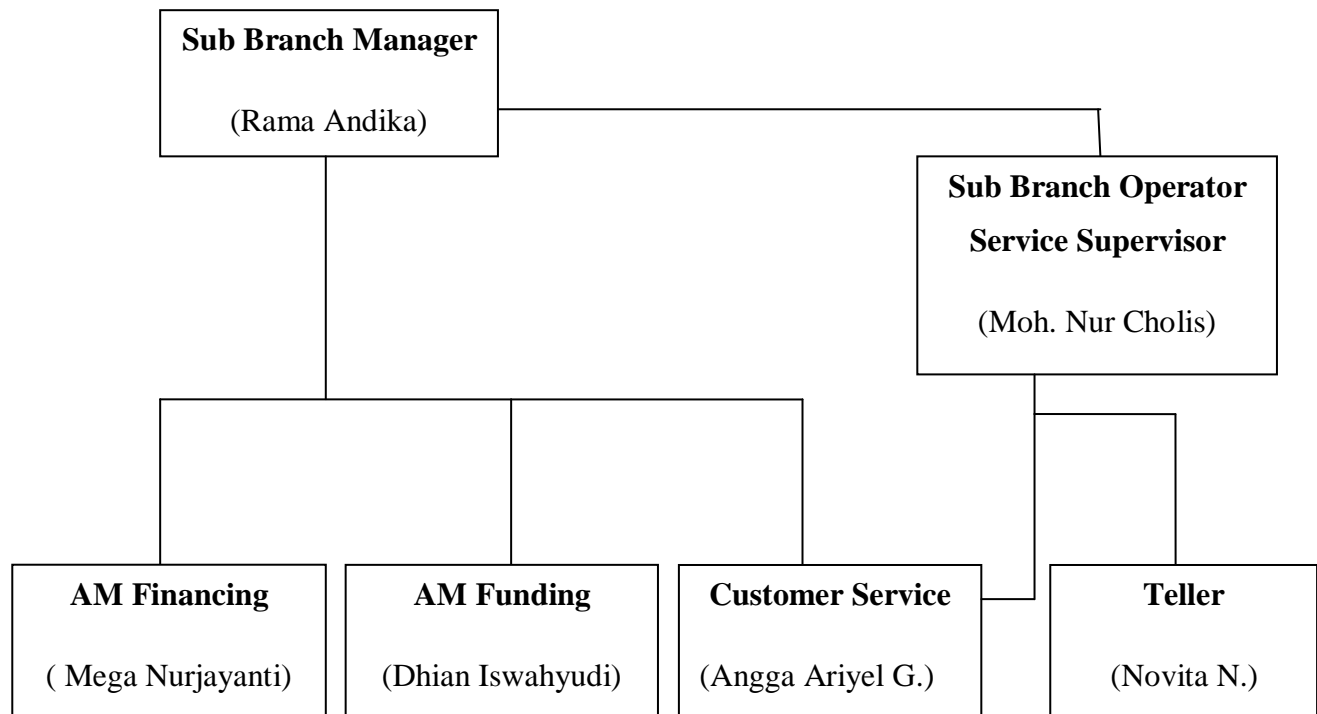 Sub Branch Manager
(Rama Andika)
Sub Branch Operator
Service Supervisor
(Moh. Nur Cholis)
AM Financing
( Mega Nurjayanti)
AM Funding
(Dhian Iswahyudi)
Customer Service
(Angga Ariyel G.)
Teller
(Novita N.)